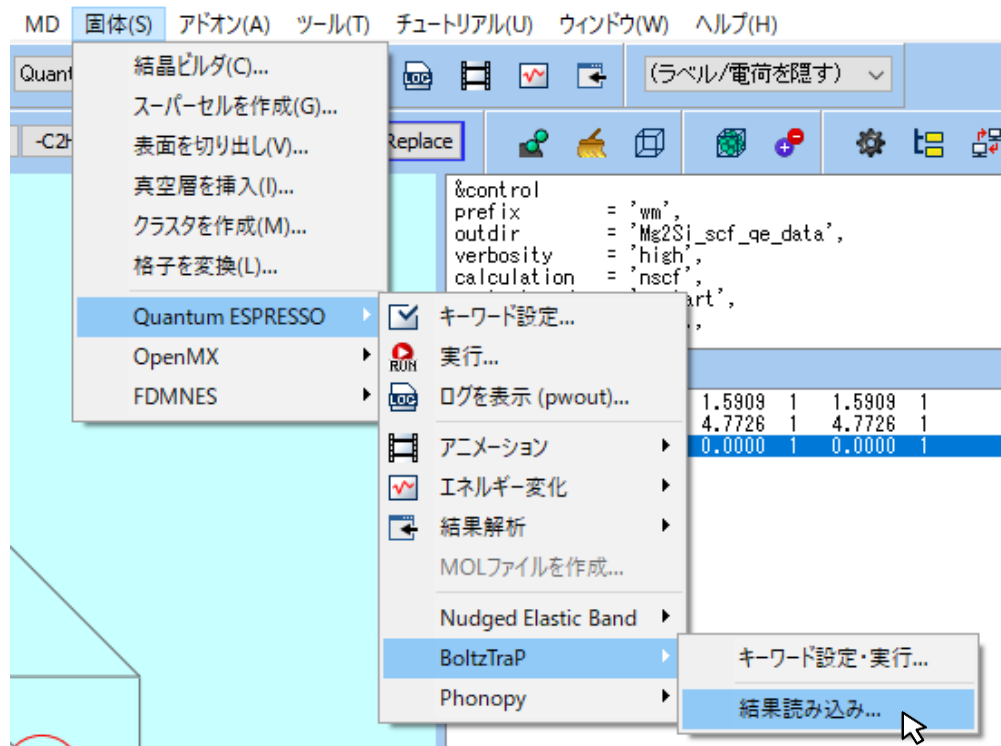 MD 固体(S) アドオン(A) ツール(T) チュートリアル(U) ウィンドウ(W) ヘルプ(H)
Quant
結晶ビルダ(C)...
LOG
(ラベル/電荷を隠す)
スーパーセルを作成(G)...
-C2H
表面を切り出し(V)...
Replace
真空層を挿入(I)...
クラスタを作成(M)...
格子を変換(L)...
Quantum ESPRESSO
OpenMX
FDMNES
&control
prefix = 'wm',
outdir = 'Mg2Si_scf_qe_data',
verbosity = 'high',
calculation = 'nscf',
art',
',
キーワード設定...
RUN 実行...
LOG ログを表示 (pwout)...
アニメーション
エネルギー変化
結果解析
MOLファイルを作成...
Nudged Elastic Band
BoltzTraP
Phonopy
1.5909 1 1.5909 1
4.7726 1 4.7726 1
0.0000 1 0.0000 1
キーワード設定・実行...
結果読み込み...